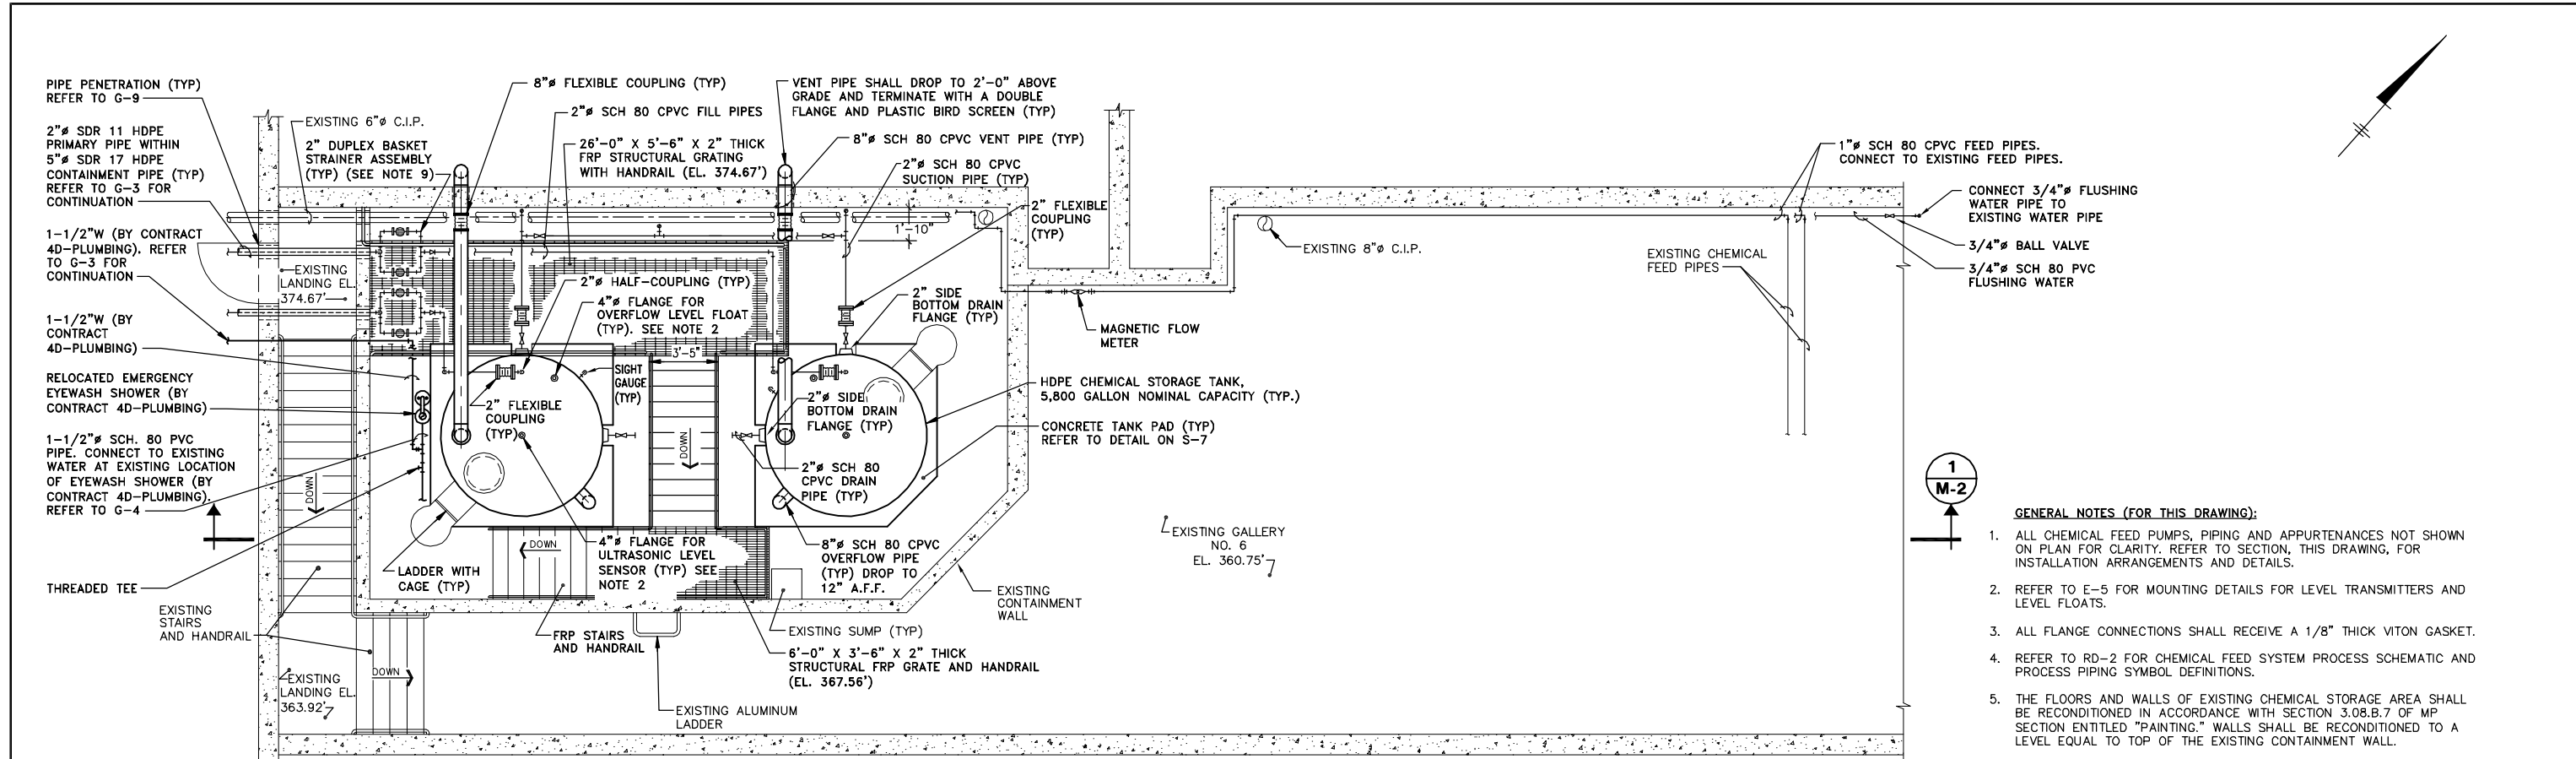 PIPE PENETRATION (TYP)
REFER TO G-9
2"ø SDR 11 HDPE
PRIMARY PIPE WITHIN
5"ø SDR 17 HDPE
CONTAINMENT PIPE (TYP)
REFER TO G-3 FOR
CONTINUATION
1-1/2"W (BY CONTRACT
4D-PLUMBING). REFER
TO G-3 FOR
CONTINUATION
1-1/2"W (BY
CONTRACT
4D-PLUMBING)
RELOCATED EMERGENCY
EYEWASH SHOWER (BY
CONTRACT 4D-PLUMBING)
1-1/2"ø SCH. 80 PVC
PIPE. CONNECT TO EXISTING
WATER AT EXISTING LOCATION
OF EYEWASH SHOWER (BY
CONTRACT 4D-PLUMBING).
REFER TO G-4
THREADED TEE
EXISTING
STAIRS
AND HANDRAIL
EXISTING
LANDING EL.
363.92'
EXISTING 6"ø C.I.P.
2" DUPLEX BASKET
STRAINER ASSEMBLY
(TYP) (SEE NOTE 9)
EXISTING
LANDING EL.
374.67'
DOWN
DOWN
8"ø FLEXIBLE COUPLING (TYP)
2"ø SCH 80 CPVC FILL PIPES
26'-0" X 5'-6" X 2" THICK
FRP STRUCTURAL GRATING
WITH HANDRAIL (EL. 374.67')
VENT PIPE SHALL DROP TO 2'-0" ABOVE
GRADE AND TERMINATE WITH A DOUBLE
FLANGE AND PLASTIC BIRD SCREEN (TYP)
8"ø SCH 80 CPVC VENT PIPE (TYP)
2"ø SCH 80 CPVC
SUCTION PIPE (TYP)
2" FLEXIBLE
COUPLING
(TYP)
1'-10"
2"ø HALF-COUPLING (TYP)
4"ø FLANGE FOR
OVERFLOW LEVEL FLOAT
(TYP). SEE NOTE 2
3'-5"
SIGHT
GAUGE
(TYP)
2" FLEXIBLE
COUPLING
(TYP)
2" SIDE
BOTTOM DRAIN
FLANGE (TYP)
2"ø SIDE
BOTTOM DRAIN
FLANGE (TYP)
DOWN
2"ø SCH 80
CPVC DRAIN
PIPE (TYP)
LADDER WITH
CAGE (TYP)
DOWN
4"ø FLANGE FOR
ULTRASONIC LEVEL
SENSOR (TYP) SEE
NOTE 2
8"ø SCH 80 CPVC
OVERFLOW PIPE
(TYP) DROP TO
12" A.F.F.
FRP STAIRS
AND HANDRAIL
EXISTING SUMP (TYP)
6'-0" X 3'-6" X 2" THICK
STRUCTURAL FRP GRATE AND HANDRAIL
(EL. 367.56')
EXISTING ALUMINUM
LADDER
MAGNETIC FLOW
METER
HDPE CHEMICAL STORAGE TANK,
5,800 GALLON NOMINAL CAPACITY (TYP.)
CONCRETE TANK PAD (TYP)
REFER TO DETAIL ON S-7
EXISTING
CONTAINMENT
WALL
EXISTING GALLERY
NO. 6
EL. 360.75'
EXISTING 8"ø C.I.P.
EXISTING CHEMICAL
FEED PIPES
1"ø SCH 80 CPVC FEED PIPES.
CONNECT TO EXISTING FEED PIPES.
CONNECT 3/4"ø FLUSHING
WATER PIPE TO
EXISTING WATER PIPE
3/4"ø BALL VALVE
3/4"ø SCH 80 PVC
FLUSHING WATER
1
M-2
GENERAL NOTES (FOR THIS DRAWING):
1. ALL CHEMICAL FEED PUMPS, PIPING AND APPURTENANCES NOT SHOWN
ON PLAN FOR CLARITY. REFER TO SECTION, THIS DRAWING, FOR
INSTALLATION ARRANGEMENTS AND DETAILS.
2. REFER TO E-5 FOR MOUNTING DETAILS FOR LEVEL TRANSMITTERS AND
LEVEL FLOATS.
3. ALL FLANGE CONNECTIONS SHALL RECEIVE A 1/8" THICK VITON GASKET.
4. REFER TO RD-2 FOR CHEMICAL FEED SYSTEM PROCESS SCHEMATIC AND
PROCESS PIPING SYMBOL DEFINITIONS.
5. THE FLOORS AND WALLS OF EXISTING CHEMICAL STORAGE AREA SHALL
BE RECONDITIONED IN ACCORDANCE WITH SECTION 3.08.B.7 OF MP
SECTION ENTITLED "PAINTING." WALLS SHALL BE RECONDITIONED TO A
LEVEL EQUAL TO TOP OF THE EXISTING CONTAINMENT WALL.